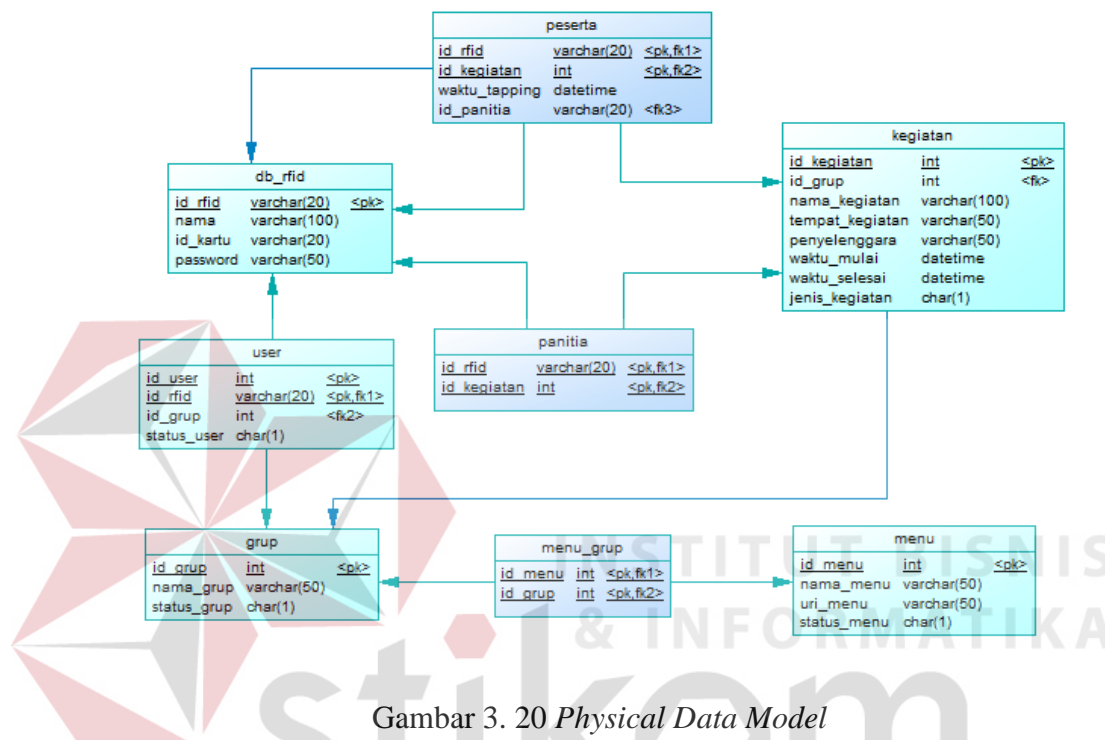 peserta
id_rfid varchar(20) <pk,fk1>
id_kegiatan int <pk,fk2>
waktu_tapping datetime
id_panitia varchar(20) <fk3>
kegiatan
id_kegiatan int <pk>
id_grup int <fk>
nama_kegiatan varchar(100)
tempat_kegiatan varchar(50)
penyelenggara varchar(50)
waktu_mulai datetime
waktu_selesai datetime
jenis_kegiatan char(1)
db_rfid
id_rfid varchar(20) <pk>
nama varchar(100)
id_kartu varchar(20)
password varchar(50)
panitia
id_rfid varchar(20) <pk,fk1>
id_kegiatan int <pk,fk2>
user
id_user int <pk>
id_rfid varchar(20) <pk,fk1>
id_grup int <fk2>
status_user char(1)
grup
id_grup int <pk>
nama_grup varchar(50)
status_grup char(1)
menu_grup
id_menu int <pk,fk1>
id_grup int <pk,fk2>
menu
id_menu int <pk>
nama_menu varchar(50)
uri_menu varchar(50)
status_menu char(1)
INSTITUT BISNIS
& INFORMATIKA
stikom
Gambar 3. 20 Physical Data Model